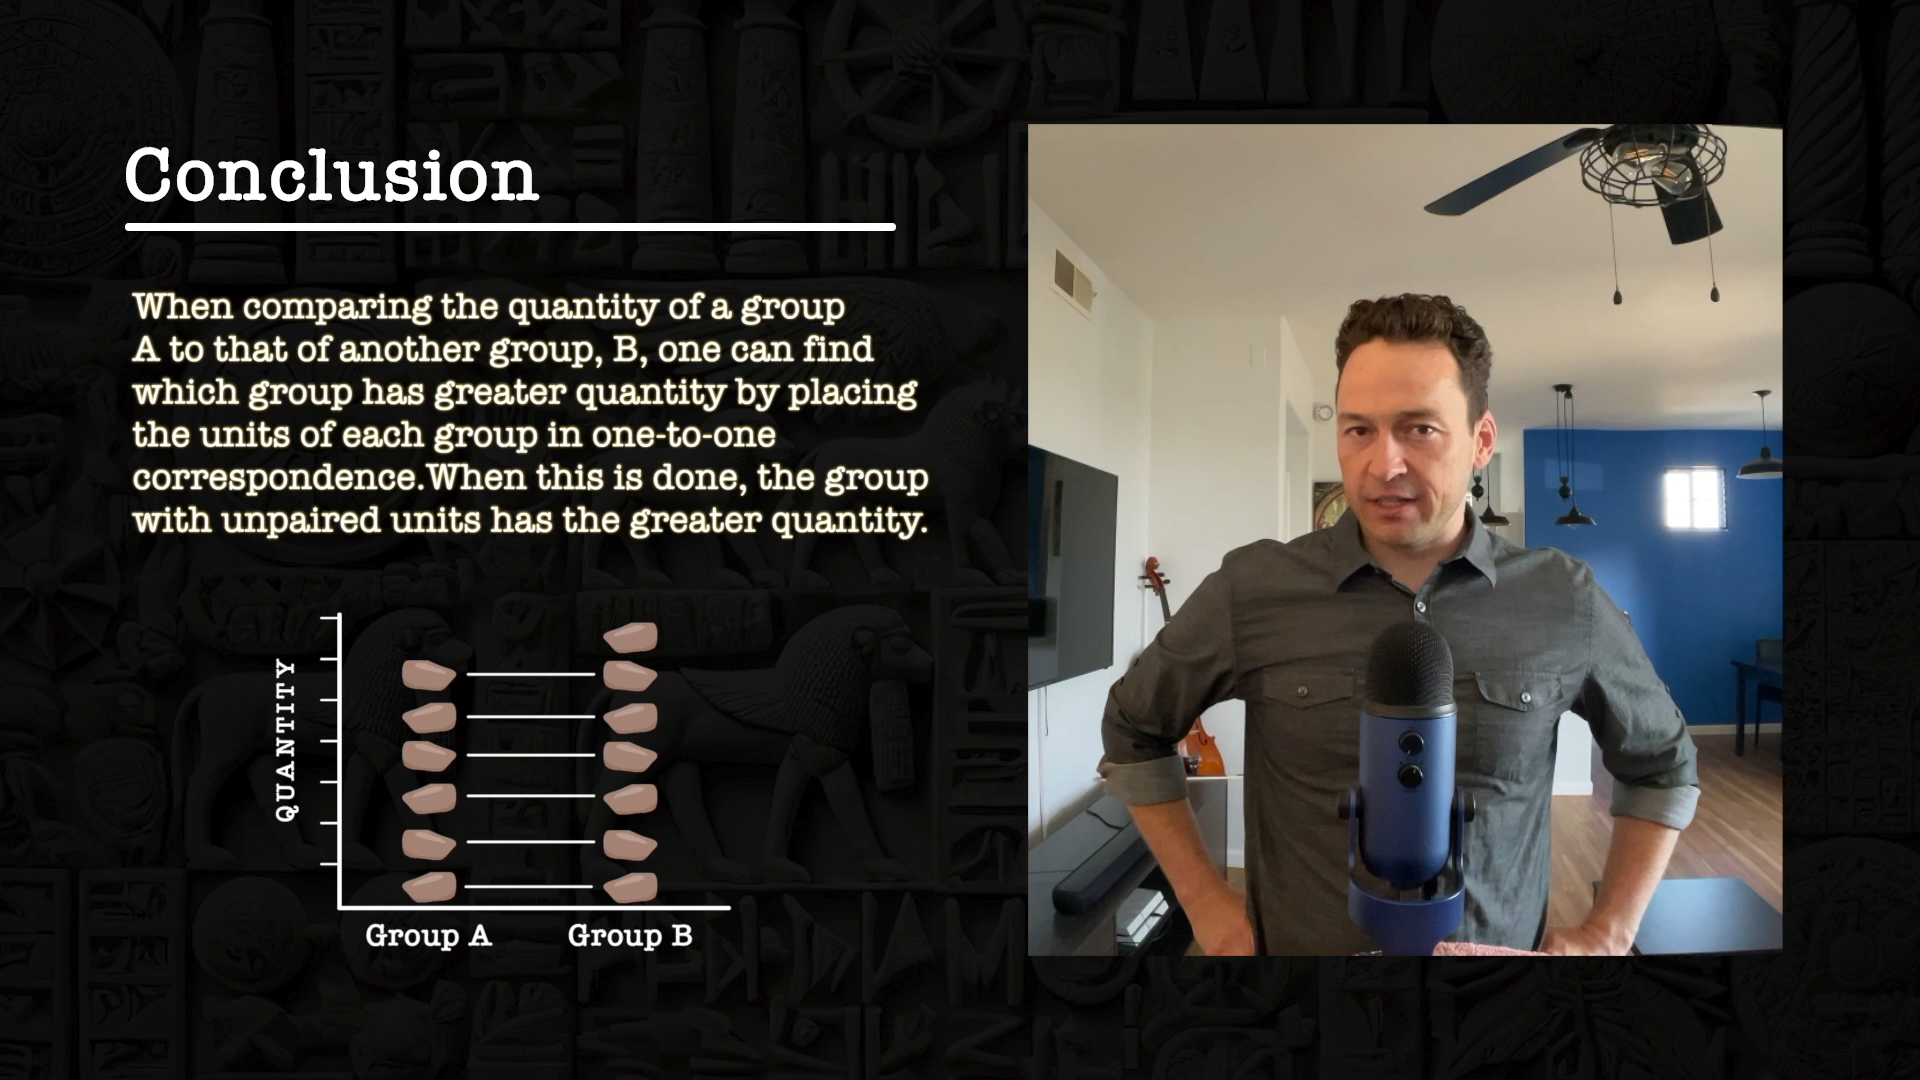 Conclusion
When comparing the quantity of a group
A to that of another group, B, one can find
which group has greater quantity by placing
the units of each group in one-to-one
correspondence.When this is done, the group
with unpaired units has the greater quantity.
QUANTITY
Group A
Group B